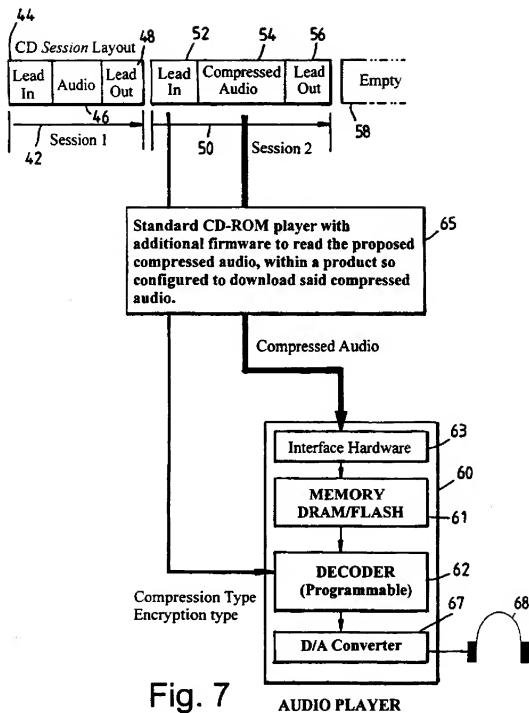 44
CD Session Layout
48
52
54
56
Lead In
Audio
Lead Out
Lead In
Compressed Audio
Lead Out
Empty
46
58
42
Session 1
50
Session 2
65
Standard CD-ROM player with
additional firmware to read the proposed
compressed audio, within a product so
configured to download said compressed
audio.
Compressed Audio
63
Interface Hardware
60
MEMORY
DRAM/FLASH
61
DECODER
(Programmable)
62
Compression Type
Encryption type
67
68
D/A Converter
Fig. 7
AUDIO PLAYER